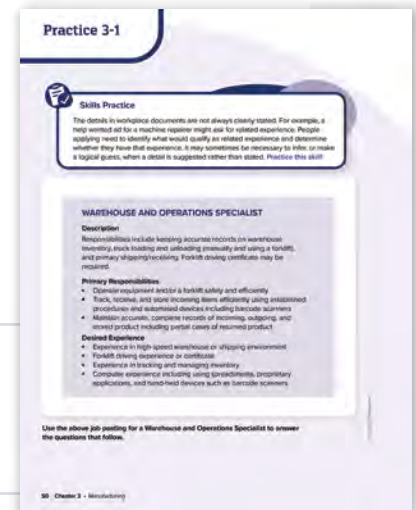 Practice 3-1
Skills Practice
The details in workplace documents are not always clearly stated. For example, a
help wanted ad for a machine repairer might ask for related experience. People
applying need to identify what would qualify as related experience and determine
whether they have that experience. It may sometimes be necessary to infer, or make
a logical guess, when a detail is suggested rather than stated. Practice this skill!
WAREHOUSE AND OPERATIONS SPECIALIST
Description
Responsibilities include keeping accurate records on warehouse
inventory, truck loading and unloading (manually and using a forklift),
and primary shipping/receiving. Forklift driving certificate may be
required.
Primary Responsibilities
• Operate equipment and/or a forklift safely and efficiently
• Track, receive, and store incoming items efficiently using established
procedures and automated devices including barcode scanners
• Maintain accurate, complete records of incoming, outgoing, and
stored product including partial cases of returned product
Desired Experience
• Experience in high-speed warehouse or shipping environment
• Forklift driving experience or certificate
• Experience in tracking and managing inventory
• Computer experience including using spreadsheets, proprietary
applications, and hand-held devices such as barcode scanners
Use the above job posting for a Warehouse and Operations Specialist to answer
the questions that follow.
50 Chapter 3 • Manufacturing